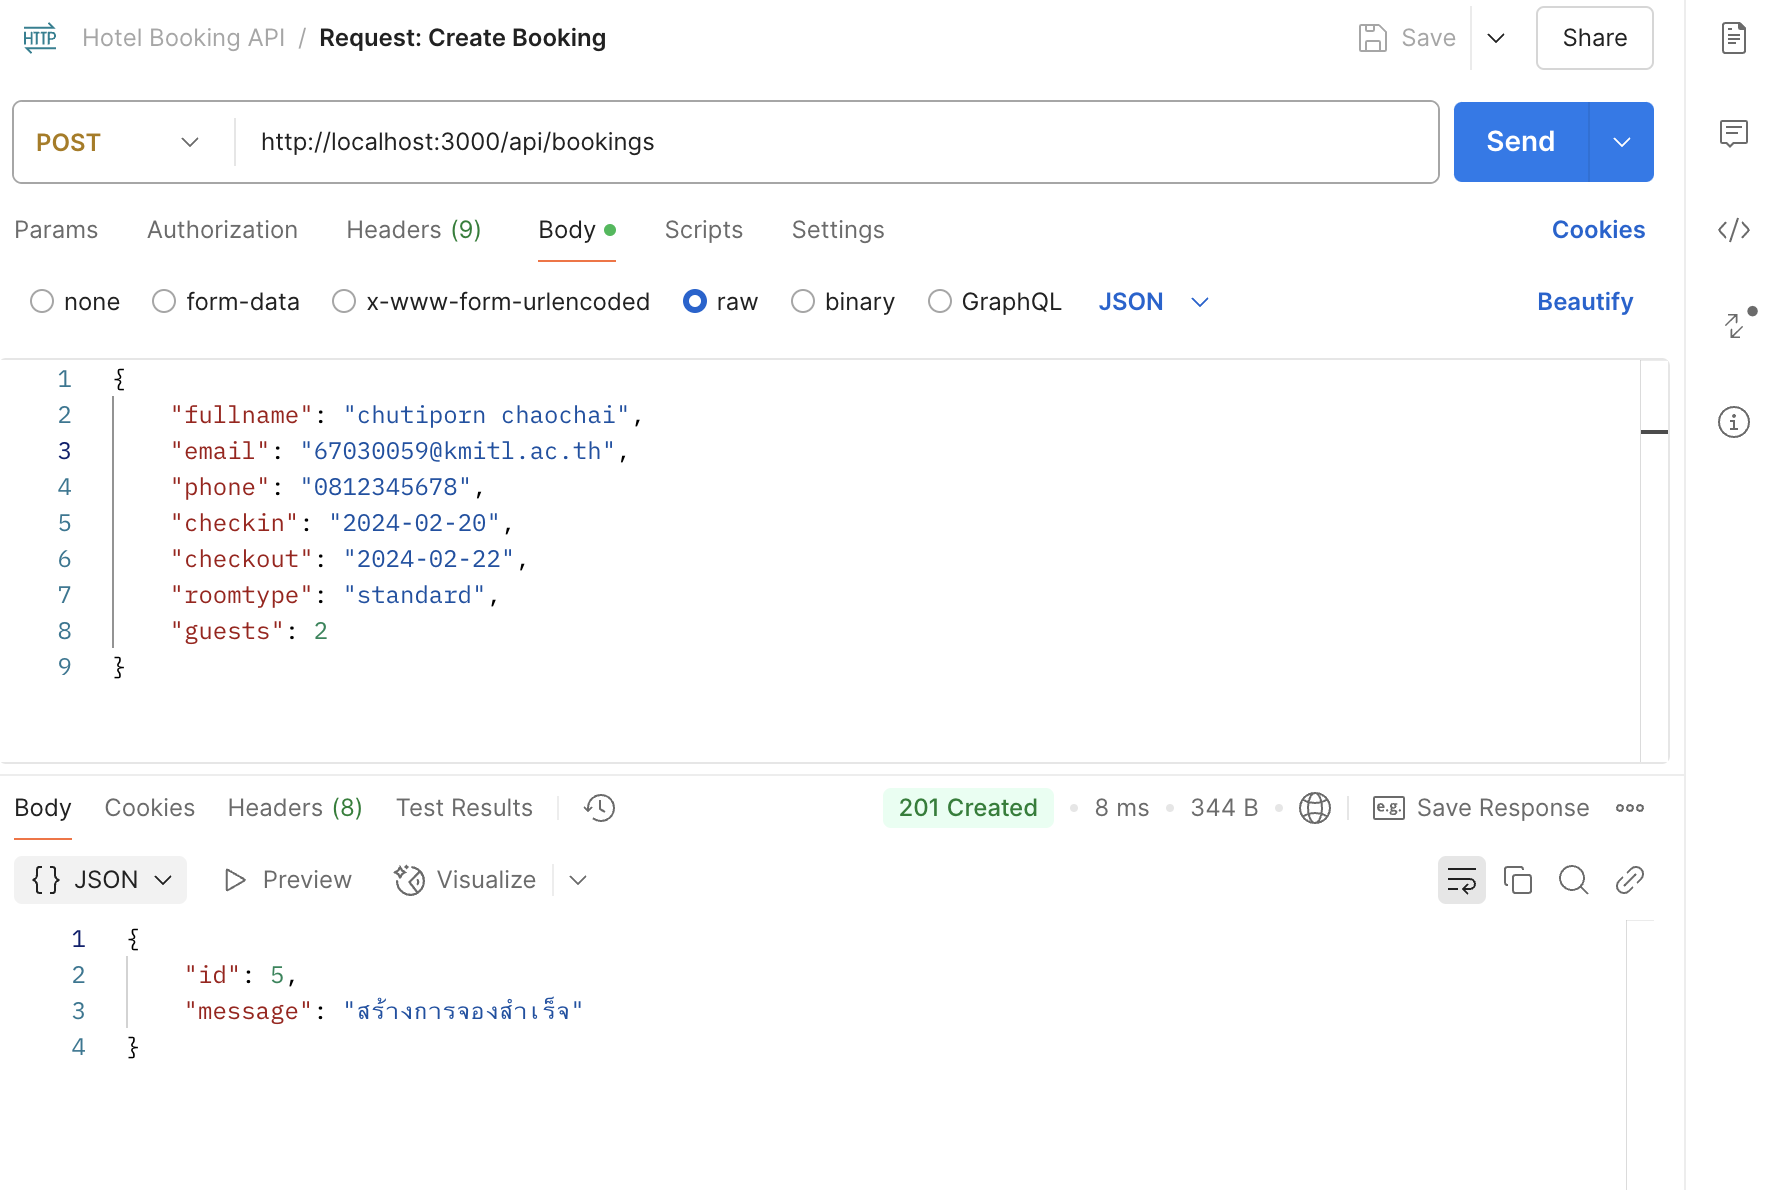 HTTP Hotel Booking API / Request: Create Booking Save Share
POST http://localhost:3000/api/bookings Send
Params Authorization Headers (9) Body Scripts Settings Cookies
none form-data x-www-form-urlencoded raw binary GraphQL JSON Beautify
1 {
2 "fullname": "chutiporn chaochai",
3 "email": "67030059@kmitl.ac.th",
4 "phone": "0812345678",
5 "checkin": "2024-02-20",
6 "checkout": "2024-02-22",
7 "roomtype": "standard",
8 "guests": 2
9 }
Body Cookies Headers (8) Test Results 201 Created 8 ms 344 B e.g. Save Response
{} JSON Preview Visualize
1 {
2 "id": 5,
3 "message": "สร้างการจองสำเร็จ"
4 }